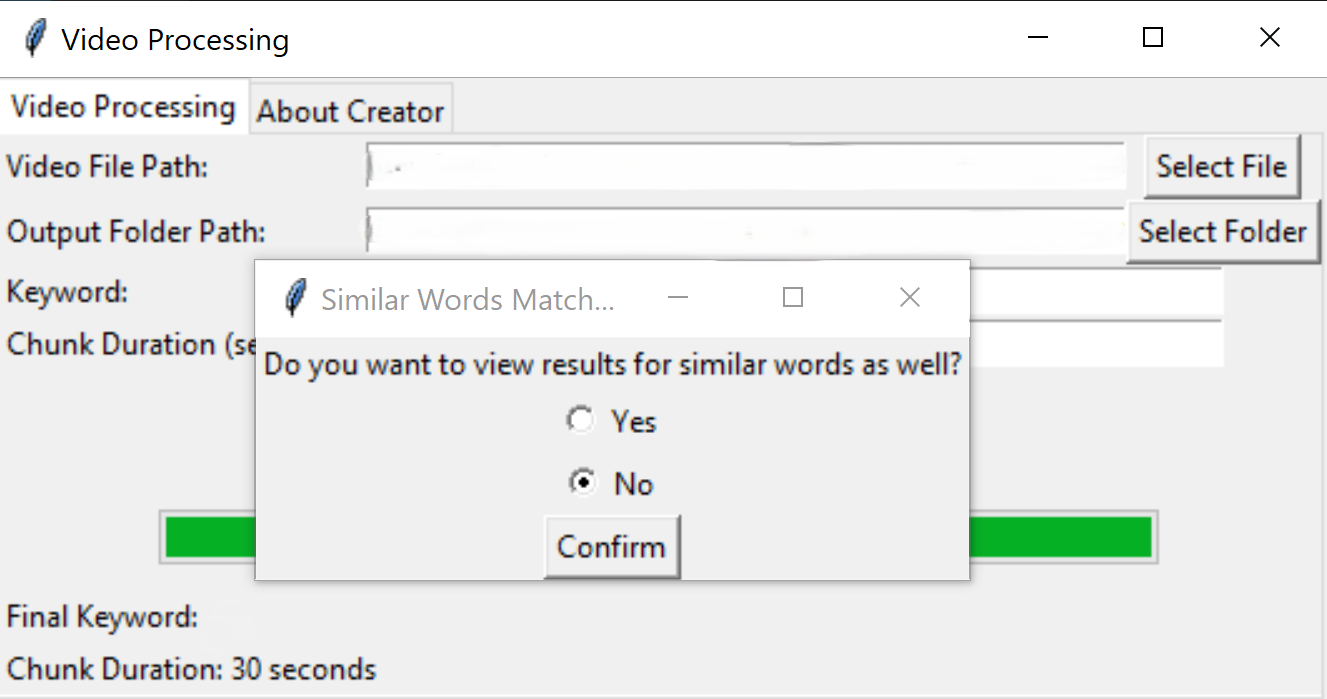 Video Processing
Video Processing About Creator
Video File Path: Select File
Output Folder Path: Select Folder
Keyword:
Similar Words Match...
Chunk Duration (se
Do you want to view results for similar words as well?
Yes
No
Confirm
Final Keyword:
Chunk Duration: 30 seconds